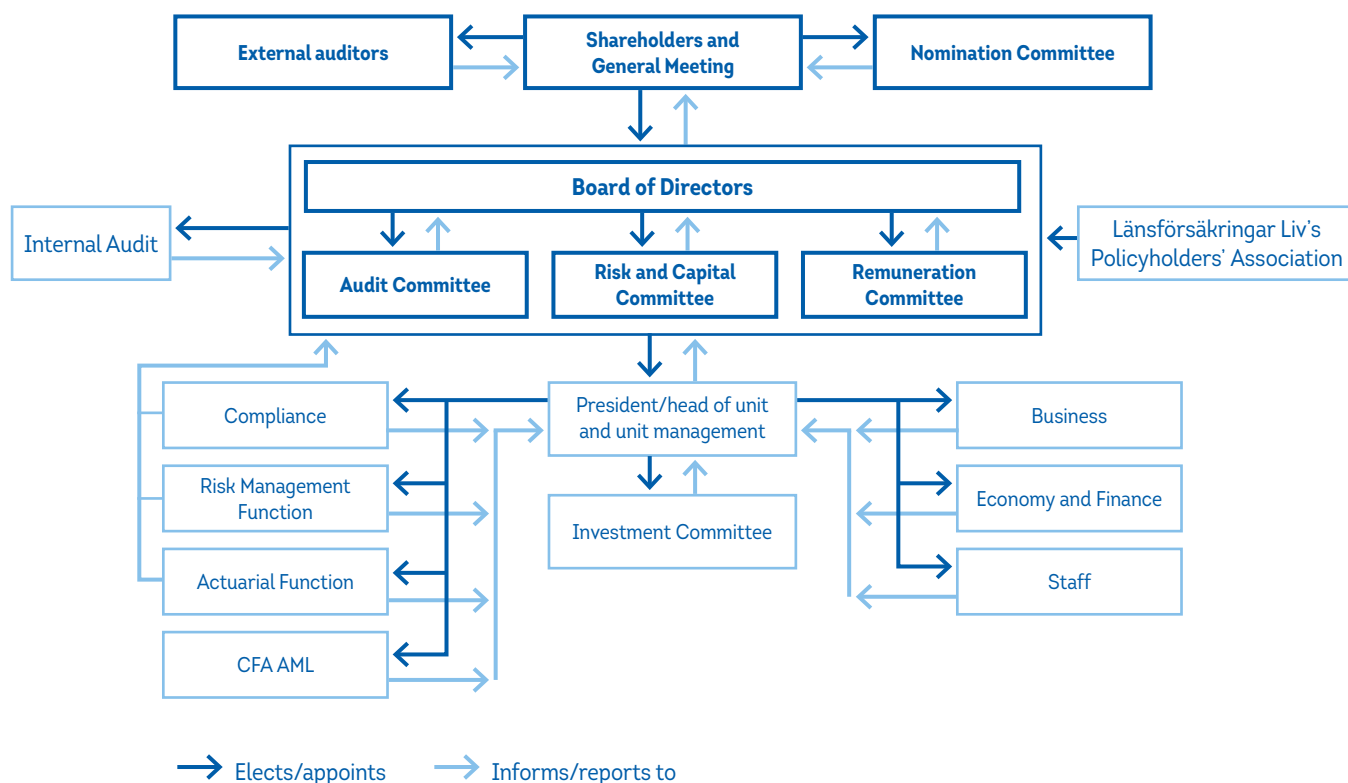 External auditors
Shareholders and
General Meeting
Nomination Committee
Board of Directors
Internal Audit
Audit Committee
Risk and Capital
Committee
Remuneration
Committee
Länsförsäkringar Liv's
Policyholders' Association
Compliance
President/head of unit
and unit management
Business
Risk Management
Function
Investment Committee
Economy and Finance
Actuarial Function
Staff
CFA AML
Elects/appoints
Informs/reports to